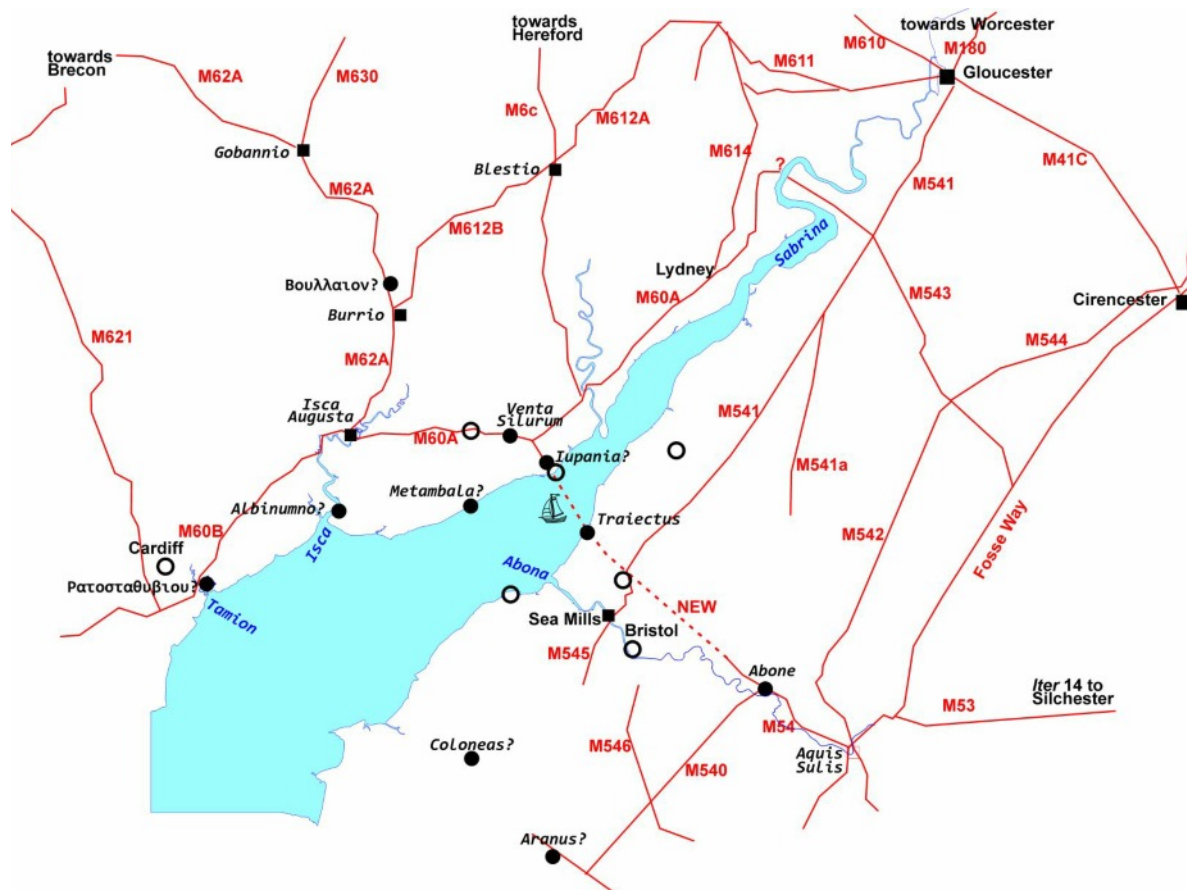 towards
Hereford
towards Worcester
towards
Brecon
M62A
M630
M6c
M612A
M611
M610
M180
Gloucester
Gobannio
Blestio
M614
M41C
M62A
M612B
?
M541
Sabrina
Lydney
M60A
Βουλλαιον?
Burrio
M543
Cirencester
M621
M62A
M544
Isca
Augusta
Venta
Silurum
M60A
M541
Iupania?
M541a
Metambala?
Albinumno?
Traiectus
M60B
Isca
M542
Cardiff
Ρατοσταθυβιου?
Tamion
Abona
Fosse Way
NEW
Sea Mills
Bristol
M545
Abone
Iter 14 to
Silchester
M53
M54
Coloneas?
M546
M540
Aquis
Sulis
Aranus?